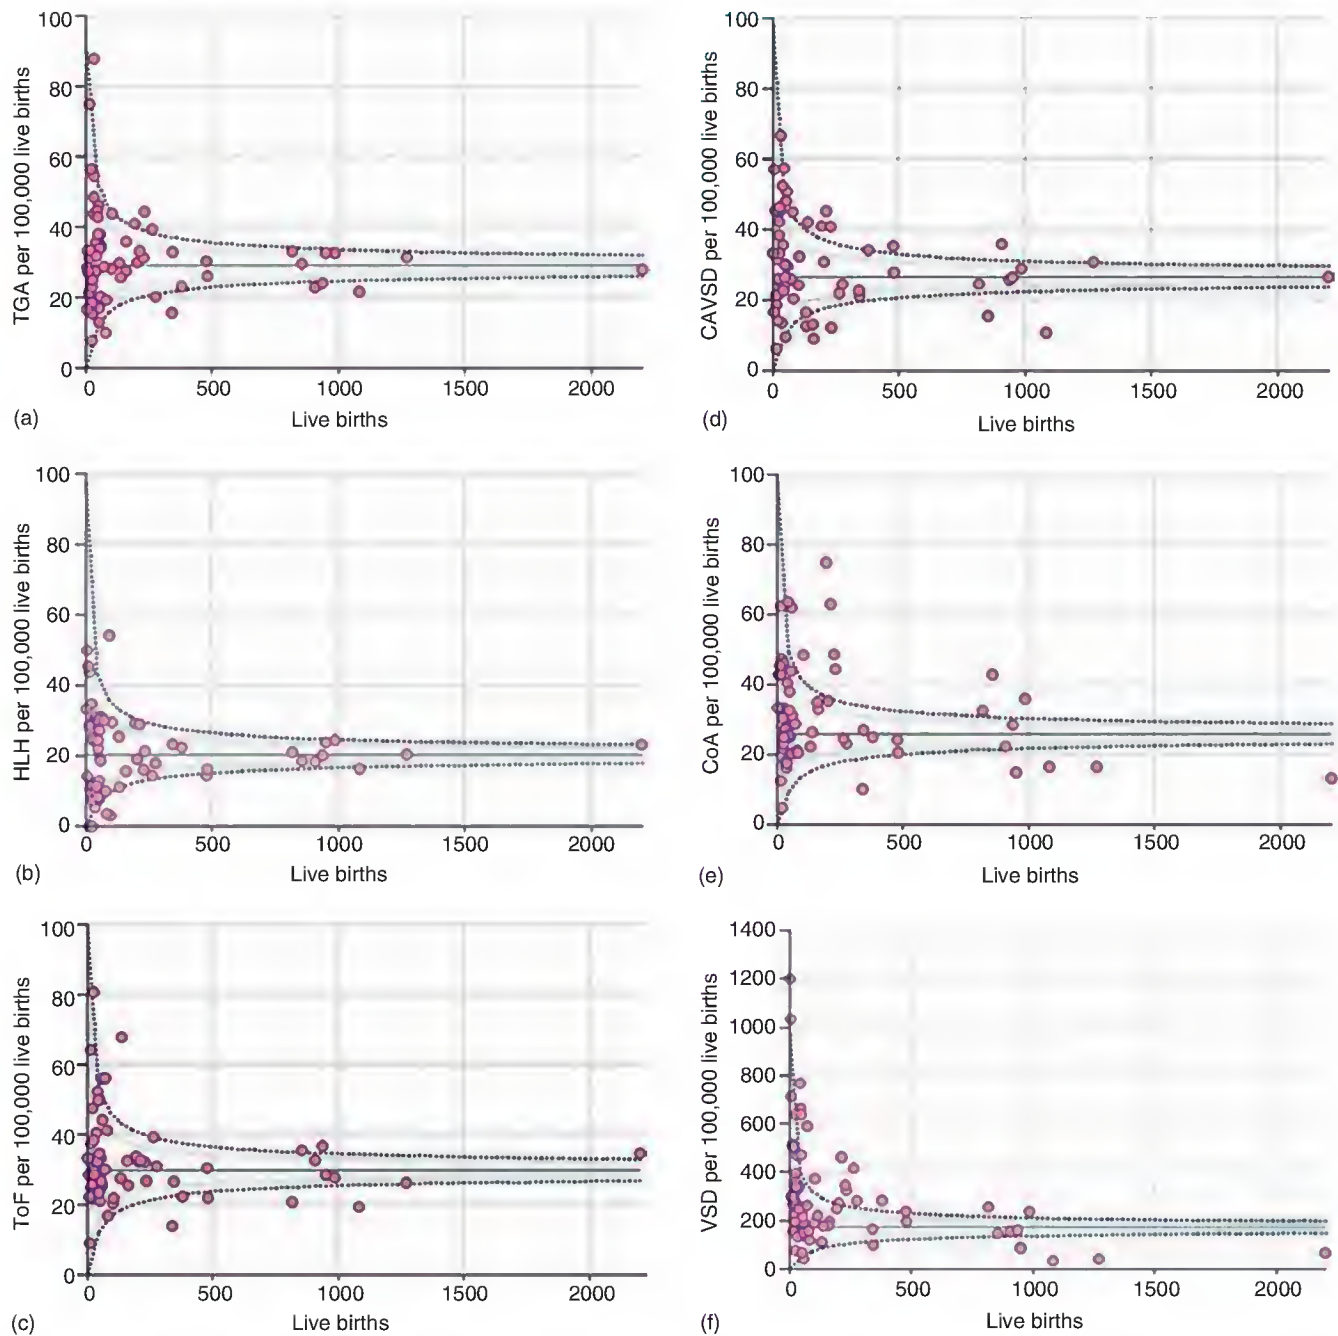 100
80
60
40
20
0
TGA per 100,000 live births
0 500 1000 1500 2000
Live births
(a)
100
80
60
40
20
0
HLH per 100,000 live births
0 500 1000 1500 2000
Live births
(b)
100
80
60
40
20
0
ToF per 100,000 live births
0 500 1000 1500 2000
Live births
(c)
100
80
60
40
20
0
CAVSD per 100,000 live births
0 500 1000 1500 2000
Live births
(d)
100
80
60
40
20
0
CoA per 100,000 live births
0 500 1000 1500 2000
Live births
(e)
1400
1200
1000
800
600
400
200
0
VSD per 100,000 live births
0 500 1000 1500 2000
Live births
(f)